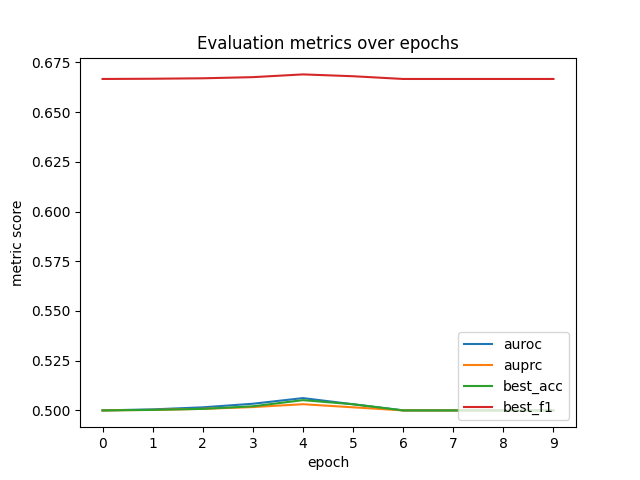 Evaluation metrics over epochs
metric score
0.675
0.650
0.625
0.600
0.575
0.550
0.525
0.500
auroc
auprc
best_acc
best_f1
0 1 2 3 4 5 6 7 8 9
epoch